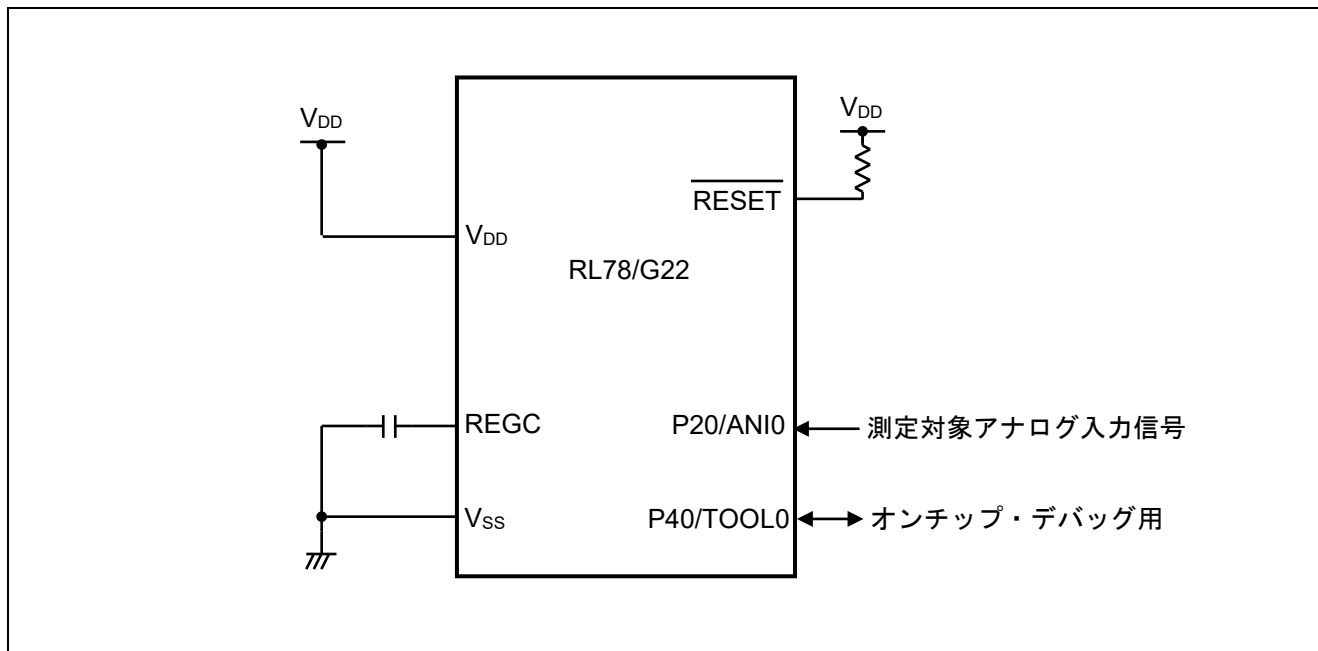 VDD
VDD
RESET
VDD
RL78/G22
REGC
P20/ANI0
測定対象アナログ入力信号
VSS
P40/TOOL0
オンチップ・デバッグ用